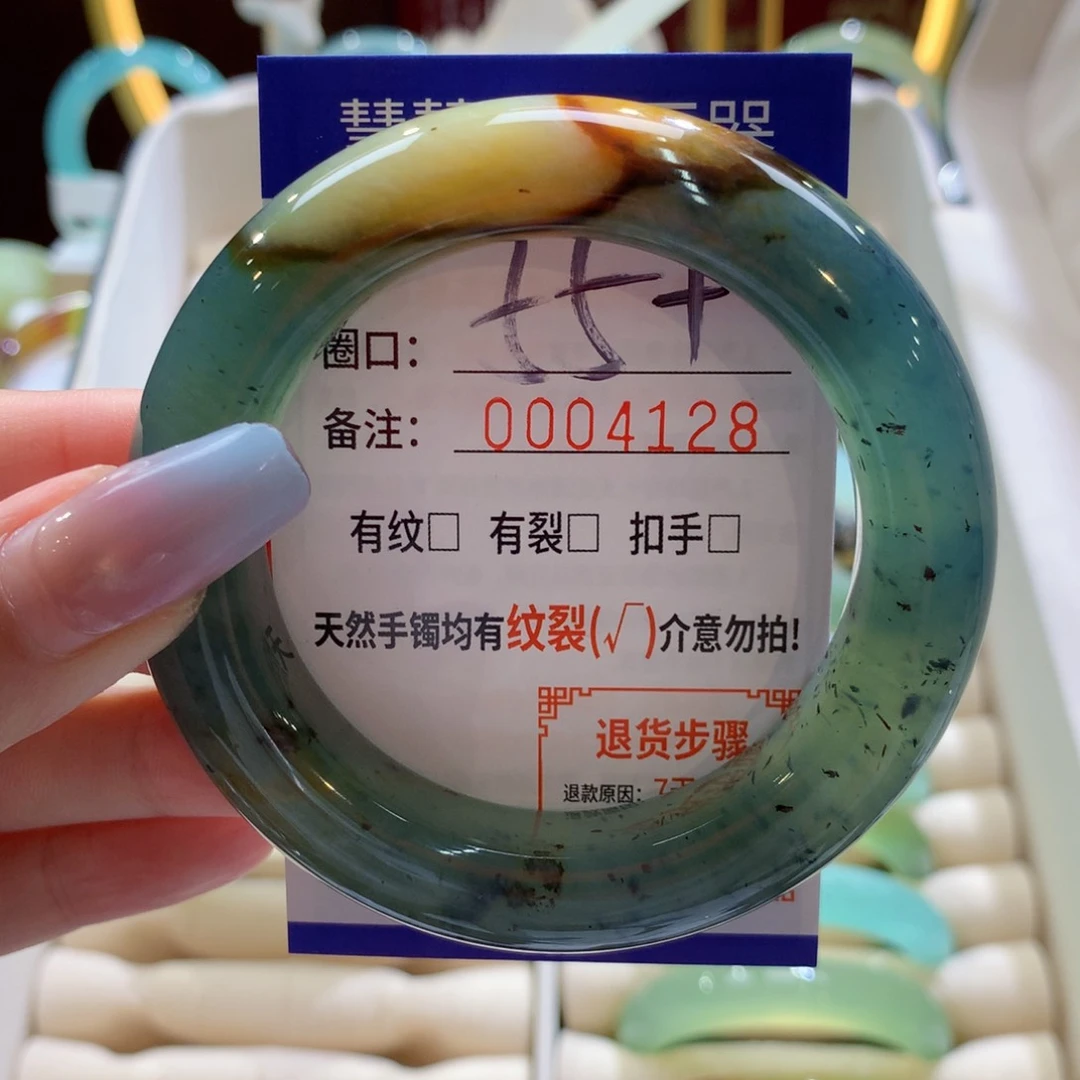 55+
圈口：
备注： 0004128
有纹□ 有裂□ 扣手□
天然手镯均有纹裂(√)介意勿拍!
退货步骤
退款原因：7